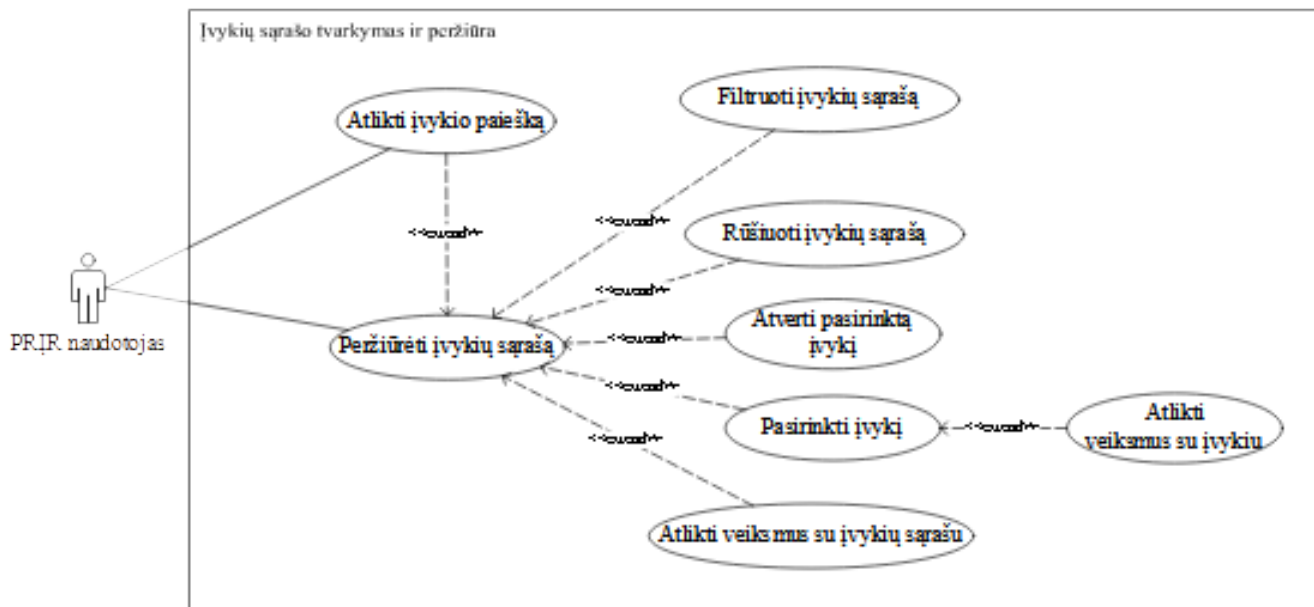 Įvykių sąrašo tvarkymas ir peržiūra
Filtruoti įvykių sąrašą
Atlikti įvykio paiešką
Rūšiuoti įvykių sąrašą
PRĮR naudotojas
Peržiūrėti įvykių sąrašą
Atverti pasirinktą
įvykį
Pasirinkti įvykį
Atlikti
veiksmus su įvykiu
Atlikti veiksmus su įvykių sąrašu